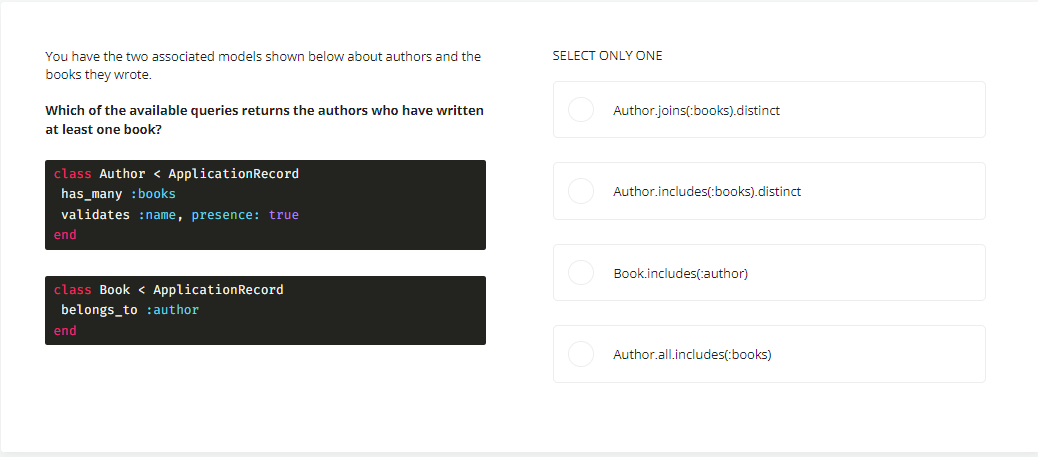 You have the two associated models shown below about authors and the
books they wrote.
Which of the available queries returns the authors who have written
at least one book?
class Author < ApplicationRecord
has_many :books
validates :name, presence: true
end
class Book < ApplicationRecord
belongs_to :author
end
SELECT ONLY ONE
Author.joins(:books).distinct
Author.includes(:books).distinct
Book.includes(:author)
Author.all.includes(:books)